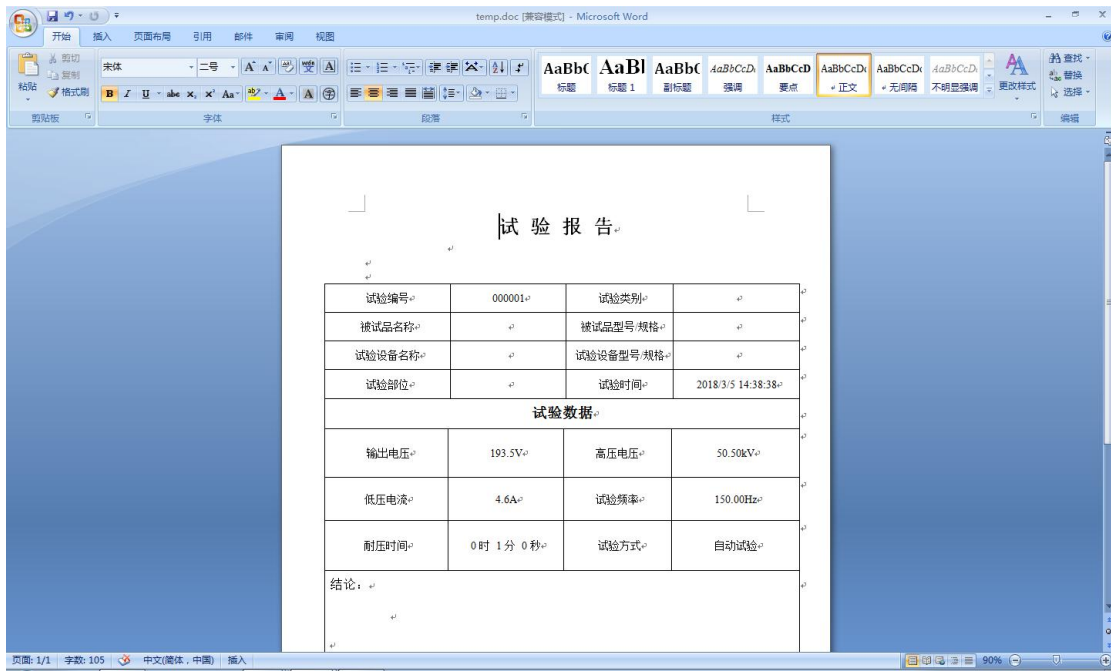 temp.doc [兼容模式] - Microsoft Word
开始 插入 页面布局 引用 邮件 审阅 视图
剪切
复制
粘贴 格式刷
宋体 二号
AaBbC AaBl AaBbC AaBbCcD AaBbCcD AaBbCcDc AaBbCcDc AaBbCcD
标题 标题 1 副标题 强调 要点 正文 无间隔 不明显强调
更改样式
查找
替换
选择
剪贴板 字体 段落 样式 编辑
试 验 报 告
试验编号 000001 试验类别
被试品名称 被试品型号/规格
试验设备名称 试验设备型号/规格
试验部位 试验时间 2018/3/5 14:38:38
试验数据
输出电压 193.5V 高压电压 50.50kV
低压电流 4.6A 试验频率 150.00Hz
耐压时间 0时 1分 0秒 试验方式 自动试验
结论：
页面: 1/1 字数: 105 中文(简体，中国) 插入 90%